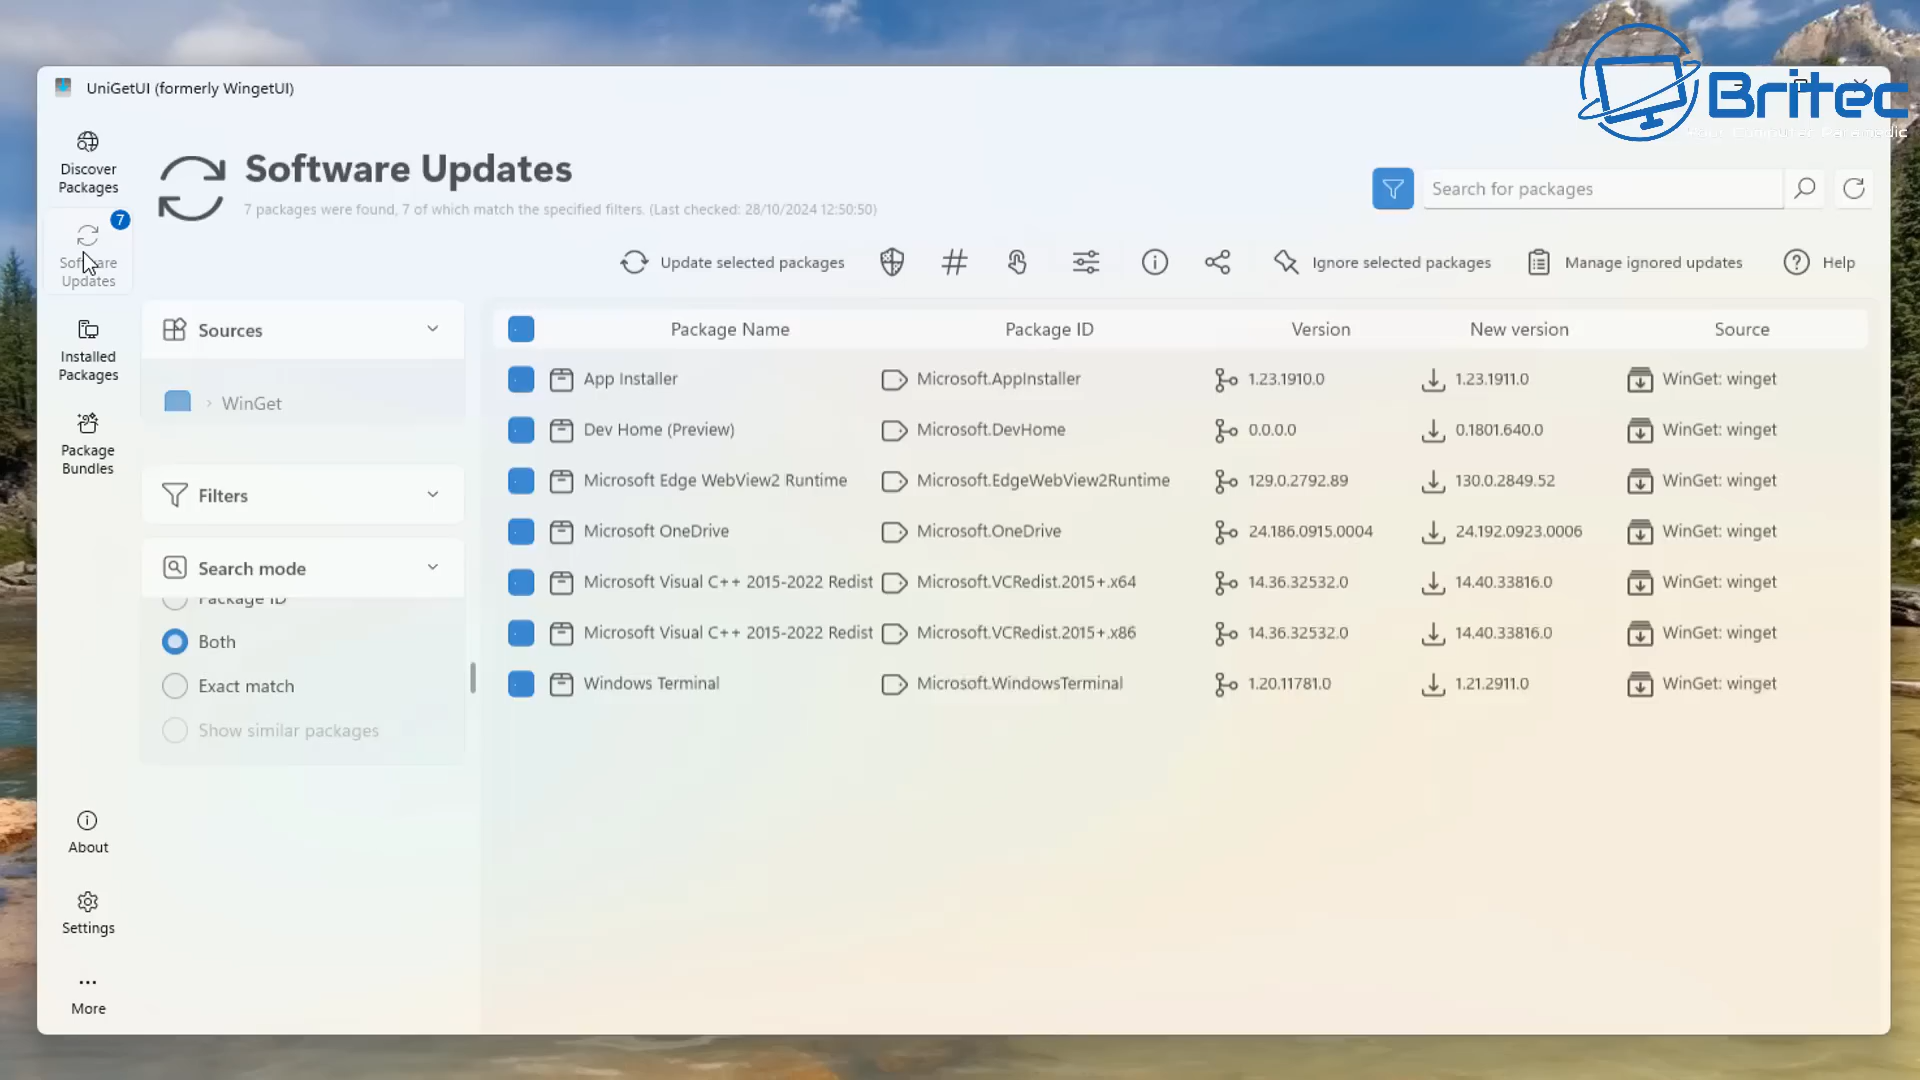 UniGetUI (formerly WingetUI)
Britec
Your Computer Paramedic
Discover
Packages
7
Software
Updates
Installed
Packages
Package
Bundles
About
Settings
More
Software Updates
7 packages were found, 7 of which match the specified filters. (Last checked: 28/10/2024 12:50:50)
Search for packages
Update selected packages
Ignore selected packages
Manage ignored updates
Help
Sources
WinGet
Filters
Search mode
Package ID
Both
Exact match
Show similar packages
Package Name Package ID Version New version Source
App Installer Microsoft.AppInstaller 1.23.1910.0 1.23.1911.0 WinGet: winget
Dev Home (Preview) Microsoft.DevHome 0.0.0.0 0.1801.640.0 WinGet: winget
Microsoft Edge WebView2 Runtime Microsoft.EdgeWebView2Runtime 129.0.2792.89 130.0.2849.52 WinGet: winget
Microsoft OneDrive Microsoft.OneDrive 24.186.0915.0004 24.192.0923.0006 WinGet: winget
Microsoft Visual C++ 2015-2022 Redist Microsoft.VCRedist.2015+.x64 14.36.32532.0 14.40.33816.0 WinGet: winget
Microsoft Visual C++ 2015-2022 Redist Microsoft.VCRedist.2015+.x86 14.36.32532.0 14.40.33816.0 WinGet: winget
Windows Terminal Microsoft.WindowsTerminal 1.20.11781.0 1.21.2911.0 WinGet: winget